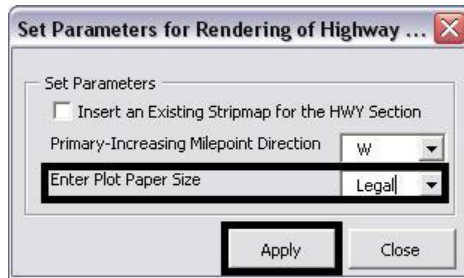 Set Parameters for Rendering of Highway ...
Set Parameters
Insert an Existing Stripmap for the HWY Section
Primary-Increasing Milepoint Direction W
Enter Plot Paper Size Legal
Apply Close